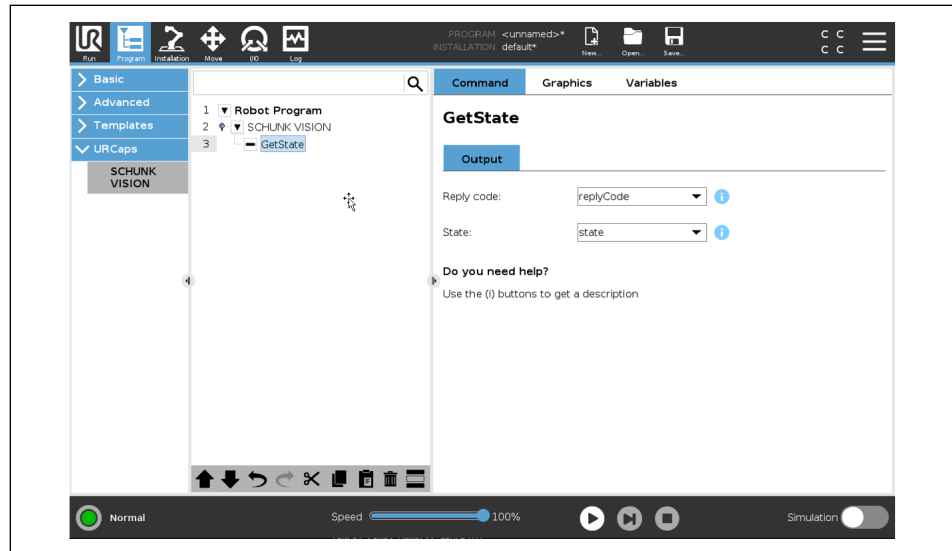 UR
PROGRAM <unnamed>*
INSTALLATION default*
Run Program Installation Move I/O Log New... Open... Save...
C C
C C
Basic
Advanced
Templates
URCaps
SCHUNK
VISION
1 Robot Program
2 SCHUNK VISION
3 GetState
Command Graphics Variables
GetState
Output
Reply code: replyCode i
State: state i
Do you need help?
Use the (i) buttons to get a description
Normal Speed 100% Simulation